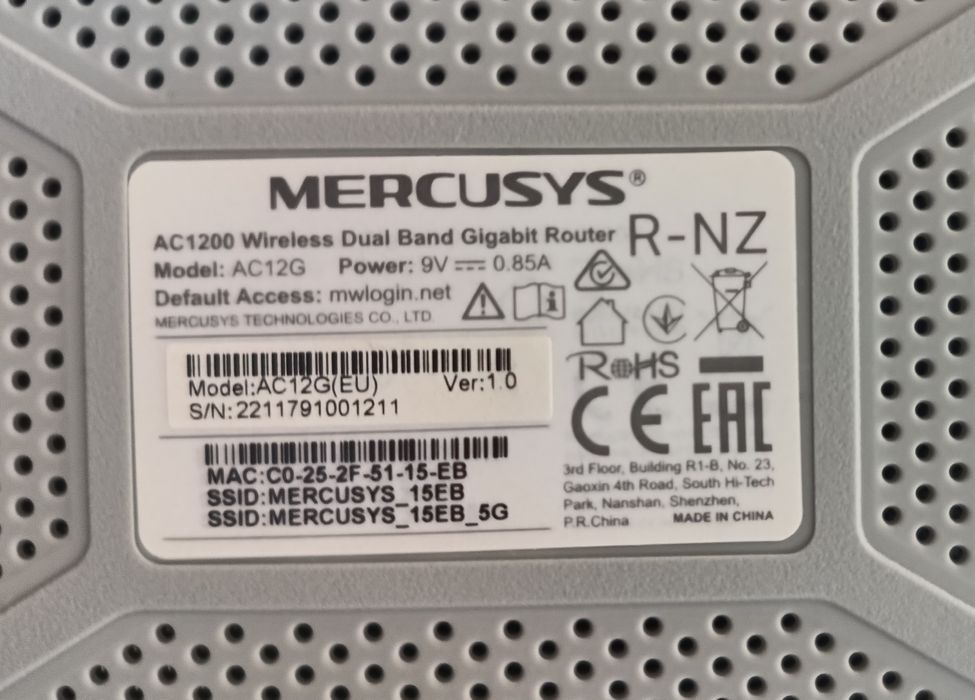 MERCUSYS®
AC1200 Wireless Dual Band Gigabit Router
R-NZ
Model: AC12G Power: 9V ⎓ 0.85A
Default Access: mwlogin.net
MERCUSYS TECHNOLOGIES CO., LTD.
Model:AC12G(EU) Ver:1.0
S/N:2211791001211
MAC:C0-25-2F-51-15-EB
SSID:MERCUSYS_15EB
SSID:MERCUSYS_15EB_5G
RoHS
CE EAC
3rd Floor, Building R1-B, No. 23,
Gaoxin 4th Road, South Hi-Tech
Park, Nanshan, Shenzhen,
P.R.China MADE IN CHINA